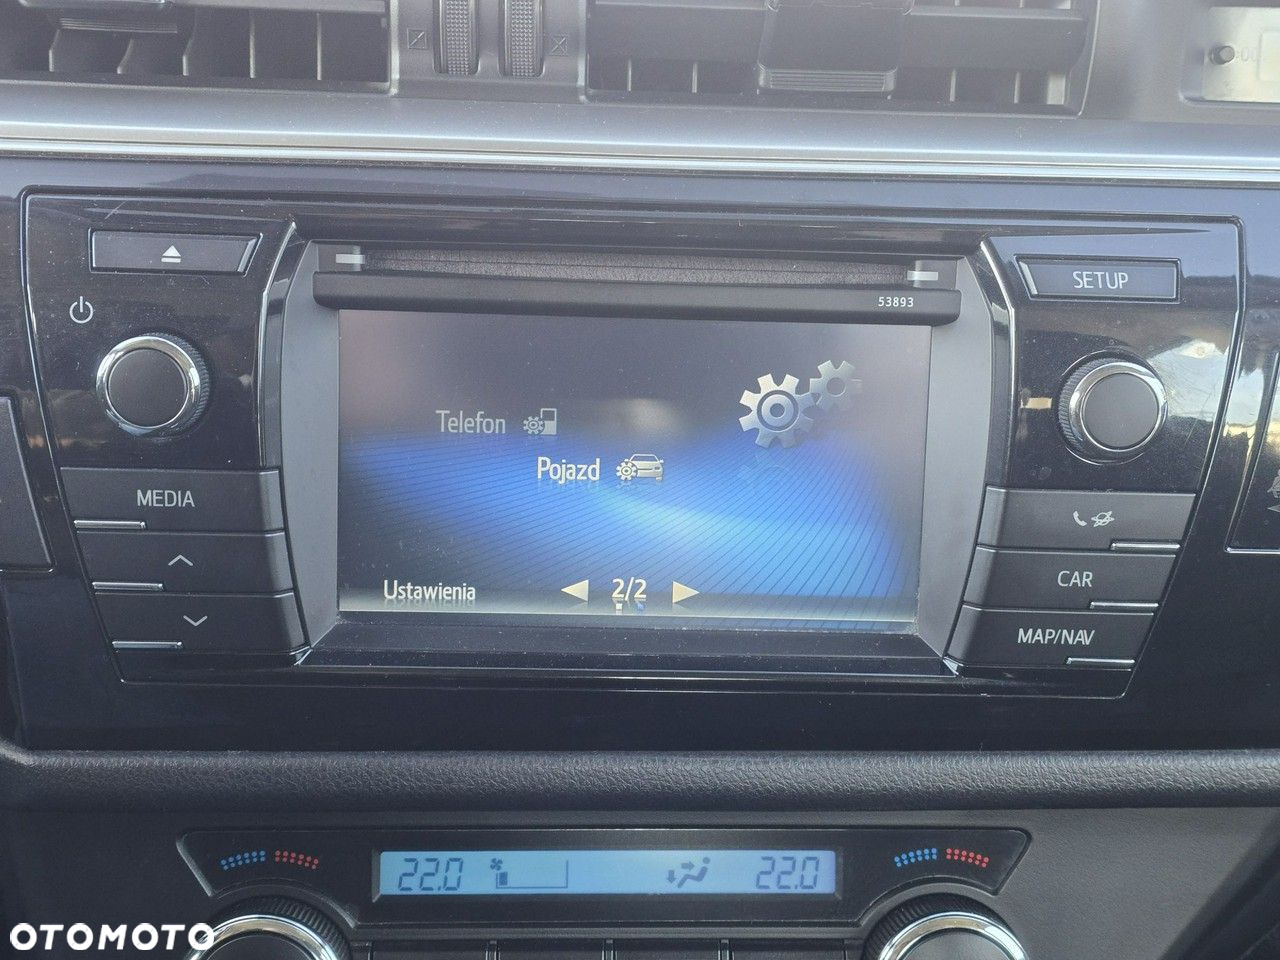 SETUP
53893
Telefon
Pojazd
MEDIA
Ustawienia
2/2
CAR
MAP/NAV
22.0
22.0
OTOMOTO